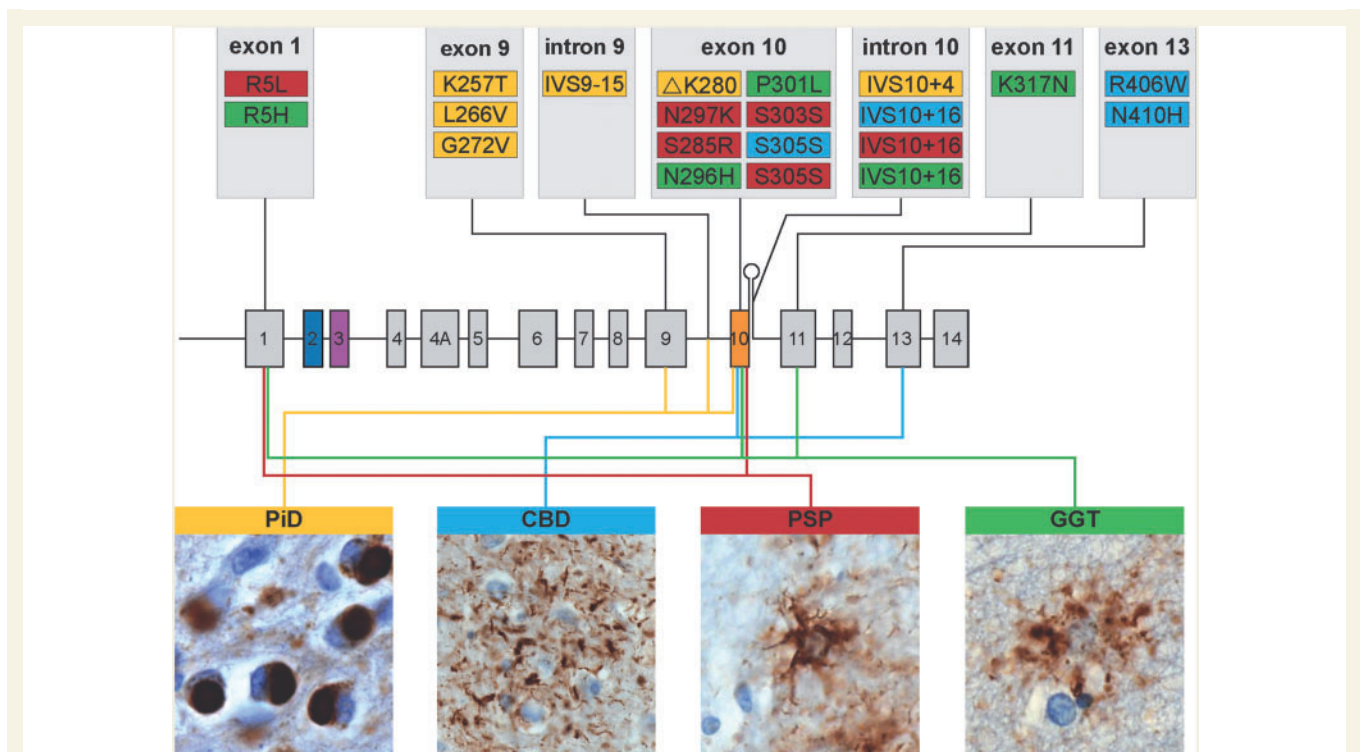 exon 1
R5L
R5H
exon 9
K257T
L266V
G272V
intron 9
IVS9-15
exon 10
△K280 P301L
N297K S303S
S285R S305S
N296H S305S
intron 10
IVS10+4
IVS10+16
IVS10+16
IVS10+16
exon 11
K317N
exon 13
R406W
N410H
1 2 3 4 4A 5 6 7 8 9 10 11 12 13 14
PiD CBD PSP GGT